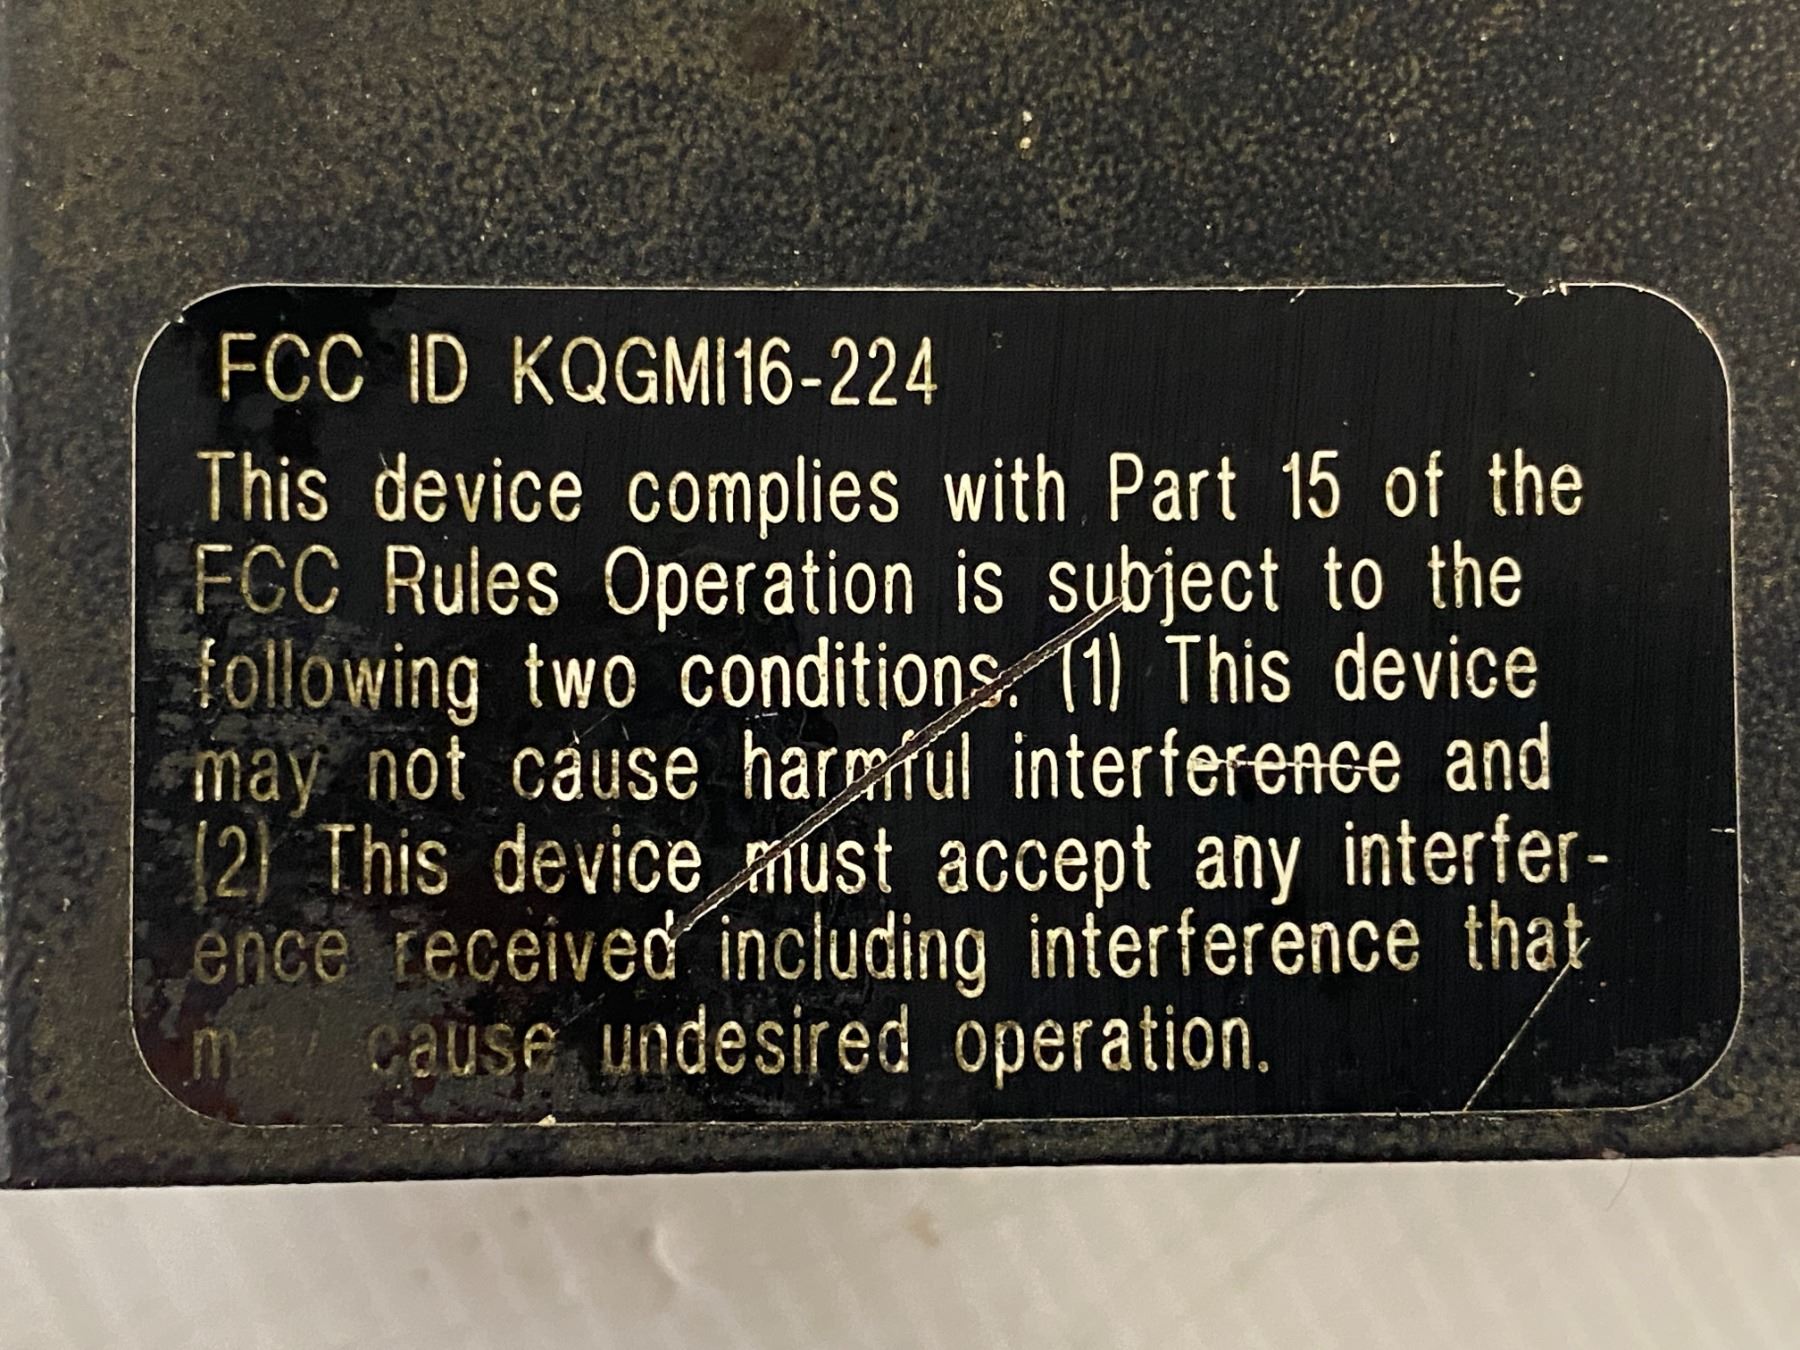 FCC ID KQGMI16-224
This device complies with Part 15 of the
FCC Rules Operation is subject to the
following two conditions. (1) This device
may not cause harmful interference and
(2) This device must accept any interfer-
ence received including interference that
may cause undesired operation.